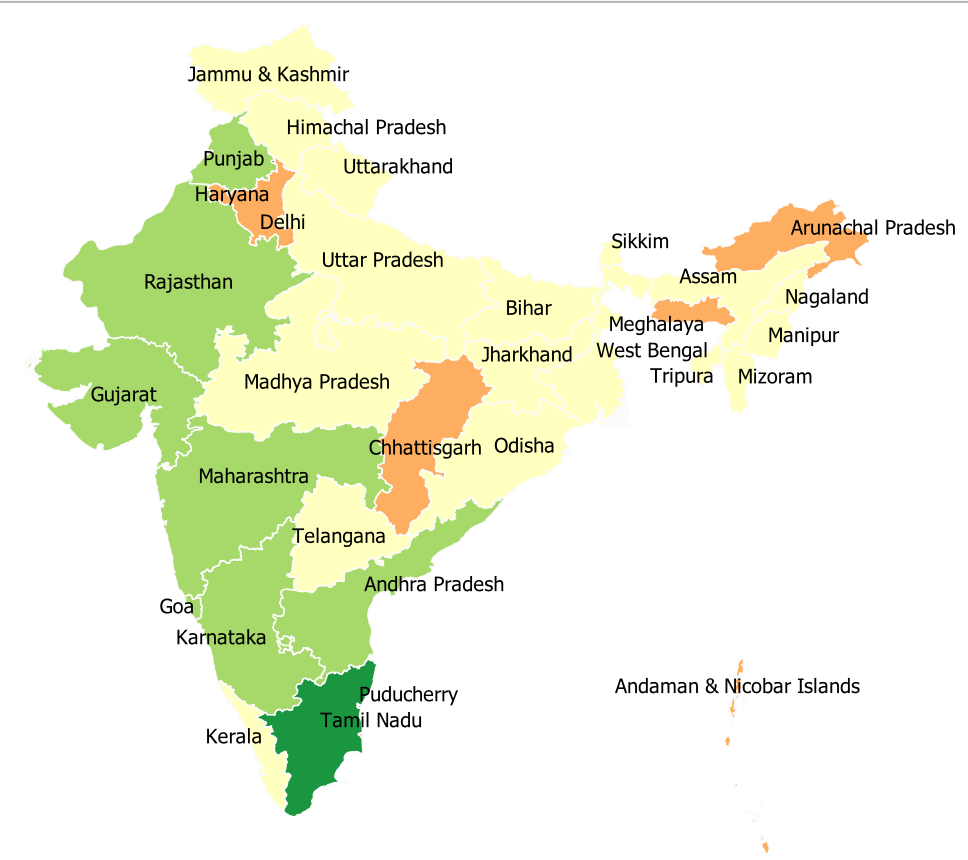 Jammu & Kashmir
Himachal Pradesh
Punjab
Uttarakhand
Haryana
Delhi
Arunachal Pradesh
Sikkim
Uttar Pradesh
Assam
Rajasthan
Nagaland
Bihar
Meghalaya
Manipur
West Bengal
Jharkhand
Tripura
Mizoram
Madhya Pradesh
Gujarat
Chhattisgarh
Odisha
Maharashtra
Telangana
Andhra Pradesh
Goa
Karnataka
Andaman & Nicobar Islands
Puducherry
Tamil Nadu
Kerala